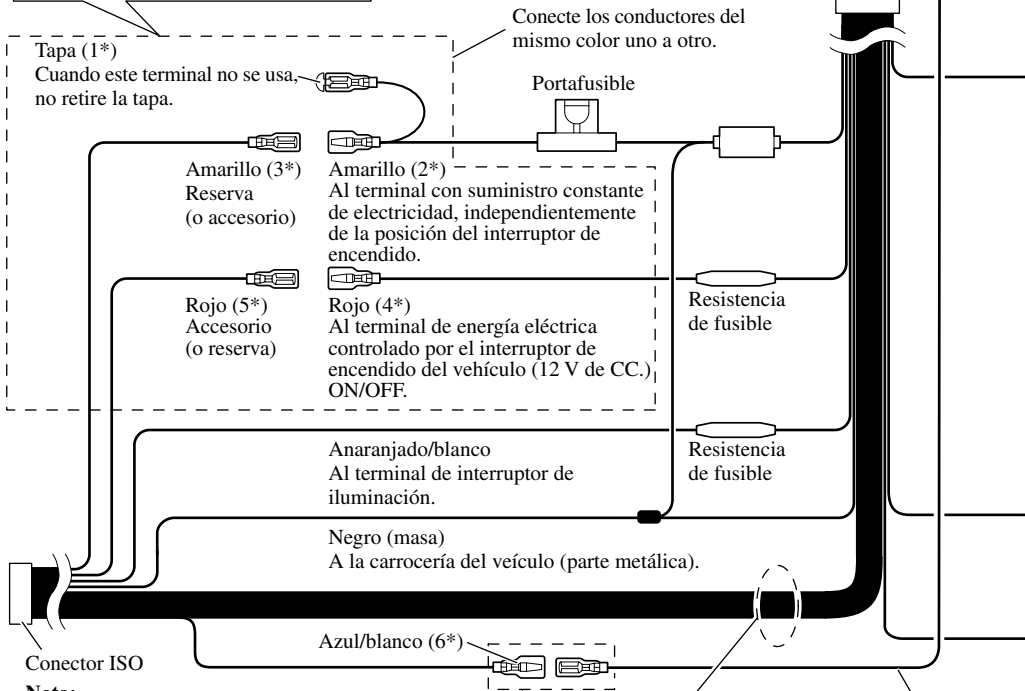 Conecte los conductores del
mismo color uno a otro.
Tapa (1*)
Cuando este terminal no se usa,
no retire la tapa.
Portafusible
Amarillo (3*)
Reserva
(o accesorio)
Amarillo (2*)
Al terminal con suministro constante
de electricidad, independientemente
de la posición del interruptor de
encendido.
Rojo (5*)
Accesorio
(o reserva)
Rojo (4*)
Al terminal de energía eléctrica
controlado por el interruptor de
encendido del vehículo (12 V de CC.)
ON/OFF.
Resistencia
de fusible
Anaranjado/blanco
Al terminal de interruptor de
iluminación.
Resistencia
de fusible
Negro (masa)
A la carrocería del veículo (parte metálica).
Azul/blanco (6*)
Conector ISO
Nota: